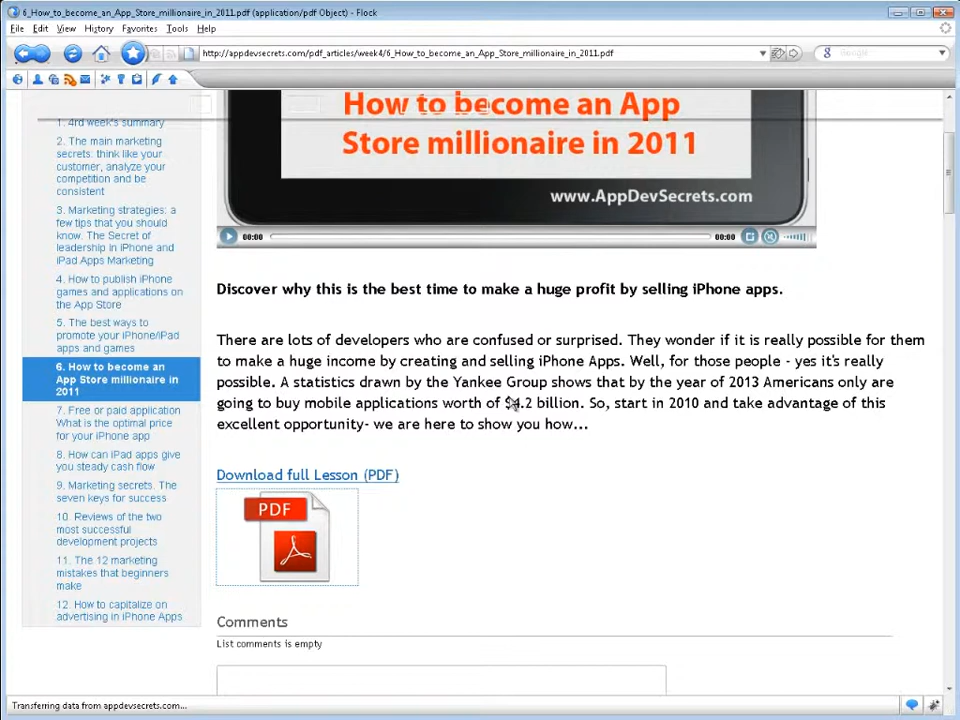 6_How_to_become_an_App_Store_millionaire_in_2011.pdf (application/pdf Object) - Flock
File Edit View History Favorites Tools Help
http://appdevsecrets.com/pdf_articles/week4/6_How_to_become_an_App_Store_millionaire_in_2011.pdf
Google
1. 4rd week's summary
2. The main marketing
secrets: think like your
customer, analyze your
competition and be
consistent
3. Marketing strategies: a
few tips that you should
know. The Secret of
leadership in iPhone and
iPad Apps Marketing
4. How to publish iPhone
games and applications on
the App Store
5. The best ways to
promote your iPhone/iPad
apps and games
6. How to become an
App Store millionaire in
2011
7. Free or paid application
What is the optimal price
for your iPhone app
8. How can iPad apps give
you steady cash flow
9. Marketing secrets. The
seven keys for success
10. Reviews of the two
most successful
development projects
11. The 12 marketing
mistakes that beginners
make
12. How to capitalize on
advertising in iPhone Apps
How to become an App
Store millionaire in 2011
www.AppDevSecrets.com
00:00 00:00
Discover why this is the best time to make a huge profit by selling iPhone apps.
There are lots of developers who are confused or surprised. They wonder if it is really possible for them
to make a huge income by creating and selling iPhone Apps. Well, for those people - yes it's really
possible. A statistics drawn by the Yankee Group shows that by the year of 2013 Americans only are
going to buy mobile applications worth of $4.2 billion. So, start in 2010 and take advantage of this
excellent opportunity- we are here to show you how...
Download full Lesson (PDF)
PDF
Comments
List comments is empty
Transferring data from appdevsecrets.com...